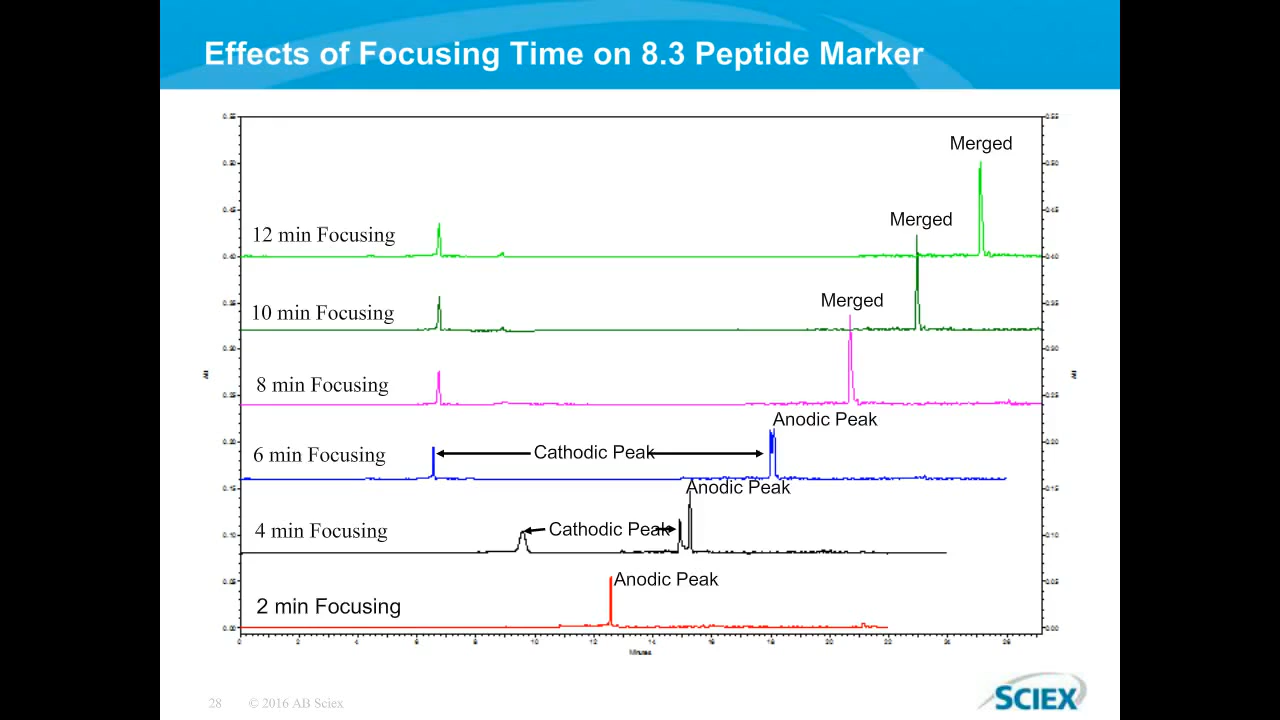 Effects of Focusing Time on 8.3 Peptide Marker
Merged
Merged
12 min Focusing
Merged
10 min Focusing
8 min Focusing
Anodic Peak
6 min Focusing
Cathodic Peak
Anodic Peak
4 min Focusing
Cathodic Peak
Anodic Peak
2 min Focusing
Minutes
28 © 2016 AB Sciex
SCIEX